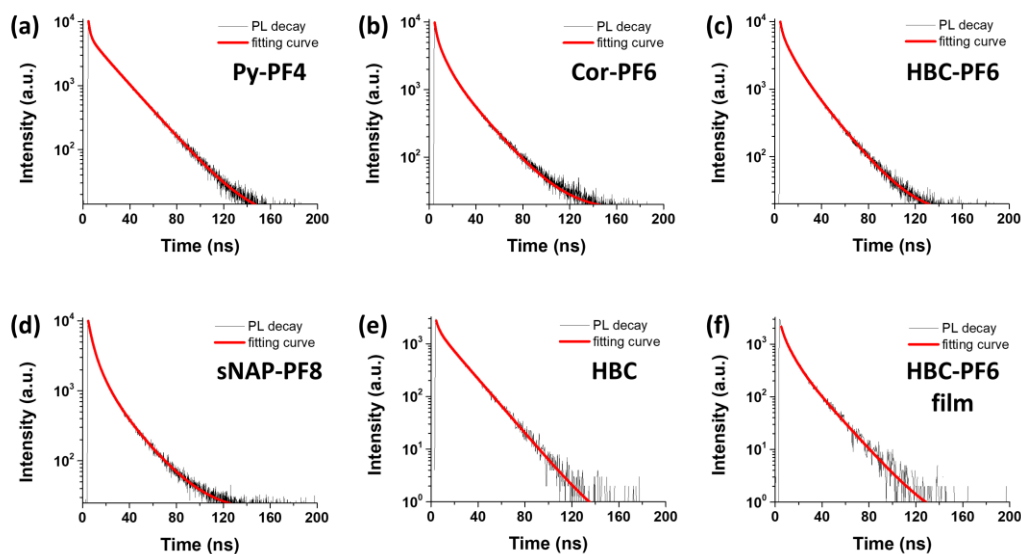 (a)
10⁴
10³
10²
0 40 80 120 160 200
Intensity (a.u.)
Time (ns)
PL decay
fitting curve
Py-PF4
(b)
10⁴
10³
10²
0 40 80 120 160 200
Intensity (a.u.)
Time (ns)
PL decay
fitting curve
Cor-PF6
(c)
10⁴
10³
10²
0 40 80 120 160 200
Intensity (a.u.)
Time (ns)
PL decay
fitting curve
HBC-PF6
(d)
10⁴
10³
10²
0 40 80 120 160 200
Intensity (a.u.)
Time (ns)
PL decay
fitting curve
sNAP-PF8
(e)
10³
10²
10¹
10⁰
0 40 80 120 160 200
Intensity (a.u.)
Time (ns)
PL decay
fitting curve
HBC
(f)
10³
10²
10¹
10⁰
0 40 80 120 160 200
Intensity (a.u.)
Time (ns)
PL decay
fitting curve
HBC-PF6
film